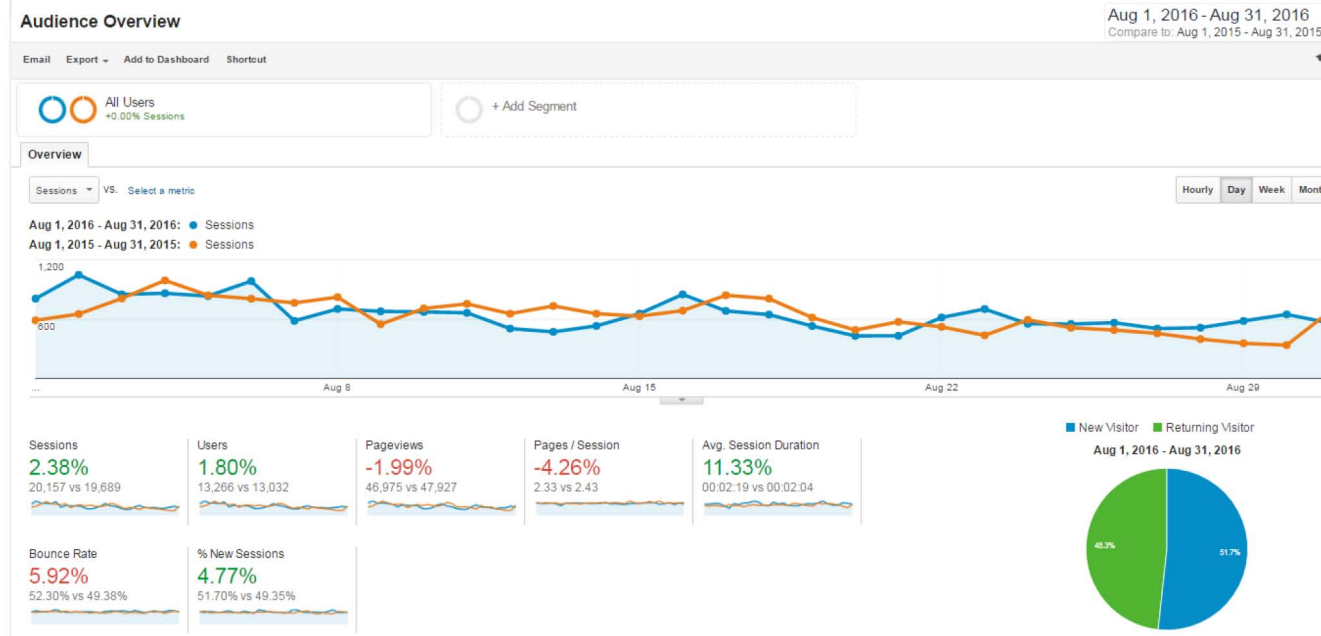 Audience Overview
Aug 1, 2016 - Aug 31, 2016
Compare to: Aug 1, 2015 - Aug 31, 2015
Email Export Add to Dashboard Shortcut
All Users
+0.00% Sessions
+ Add Segment
Overview
Sessions VS. Select a metric
Hourly Day Week Mont
Aug 1, 2016 - Aug 31, 2016: Sessions
Aug 1, 2015 - Aug 31, 2015: Sessions
1,200
600
... Aug 8 Aug 15 Aug 22 Aug 29
New Visitor Returning Visitor
Aug 1, 2016 - Aug 31, 2016
48.3% 51.7%
Sessions
2.38%
20,157 vs 19,689
Users
1.80%
13,266 vs 13,032
Pageviews
-1.99%
46,975 vs 47,927
Pages / Session
-4.26%
2.33 vs 2.43
Avg. Session Duration
11.33%
00:02:19 vs 00:02:04
Bounce Rate
5.92%
52.30% vs 49.38%
% New Sessions
4.77%
51.70% vs 49.35%